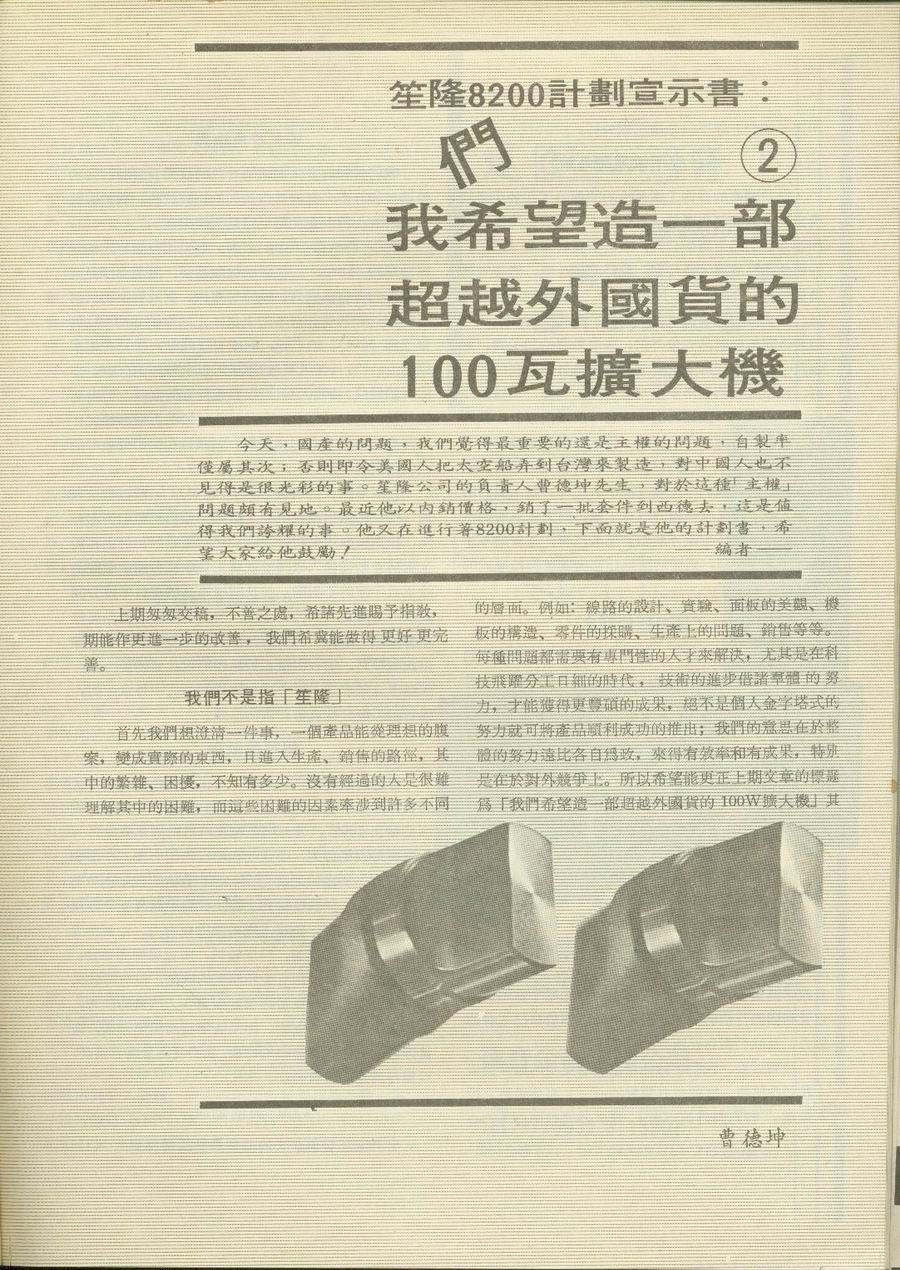 笙隆8200計劃宣示書：
②
們
我希望造一部
超越外國貨的
100瓦擴大機
今天，國產的問題，我們覺得最重要的還是主權的問題，自製率
僅屬其次；否則即令美國人把太空船弄到台灣來製造，對中國人也不
見得是很光彩的事。笙隆公司的負責人曹德坤先生，對於這種「主權」
問題頗有見地。最近他以內銷價格，銷了一批套件到西德去，這是值
得我們誇耀的事。他又在進行著8200計劃，下面就是他的計劃書，希
望大家給他鼓勵！
編者——
上期匆匆交稿，不善之處，希諸先進賜予指教，
期能作更進一步的改善，我們希冀能做得更好更完
善。
我們不是指「笙隆」
首先我們想澄清一件事，一個產品能從理想的腹
案，變成實際的東西，且進入生產、銷售的路徑，其
中的繁雜、困擾，不知有多少。沒有經過的人是很難
理解其中的困難，而這些困難的因素牽涉到許多不同
的層面。例如：線路的設計、實驗、面板的美觀、機
板的構造、零件的採購、生產上的問題、銷售等等。
每種問題都需要有專門性的人才來解決，尤其是在科
技飛躍分工日細的時代，技術的進步借諸羣體的努
力，才能獲得更豐碩的成果，絕不是個人金字塔式的
努力就可將產品順利成功的推出；我們的意思在於整
體的努力遠比各自爲政，來得有效率和有成果，特別
是在於對外競爭上。所以希望能更正上期文章的標題
爲「我們希望造一部超越外國貨的 100W擴大機」其
曹德坤